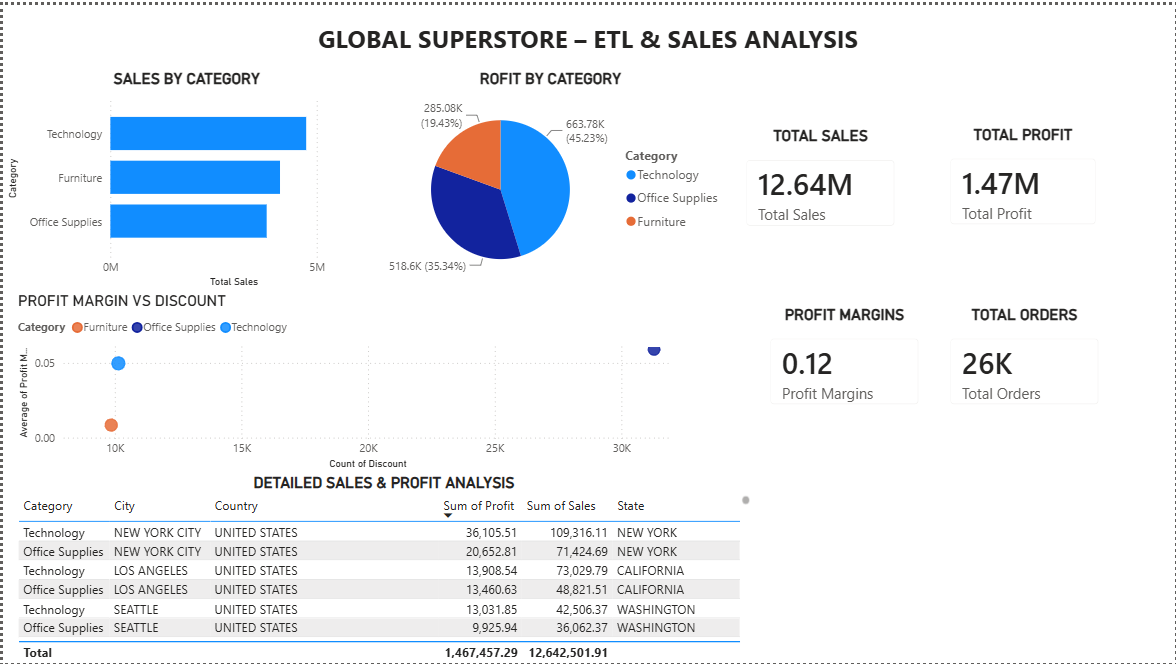 GLOBAL SUPERSTORE – ETL & SALES ANALYSIS
SALES BY CATEGORY
Category
Technology
Furniture
Office Supplies
0M
5M
Total Sales
ROFIT BY CATEGORY
285.08K
(19.43%)
663.78K
(45.23%)
518.6K (35.34%)
Category
Technology
Office Supplies
Furniture
TOTAL SALES
12.64M
Total Sales
TOTAL PROFIT
1.47M
Total Profit
PROFIT MARGIN VS DISCOUNT
Category Furniture Office Supplies Technology
Average of Profit M...
0.05
0.00
10K 15K 20K 25K 30K
Count of Discount
PROFIT MARGINS
0.12
Profit Margins
TOTAL ORDERS
26K
Total Orders
DETAILED SALES & PROFIT ANALYSIS
Category City Country Sum of Profit Sum of Sales State
Technology NEW YORK CITY UNITED STATES 36,105.51 109,316.11 NEW YORK
Office Supplies NEW YORK CITY UNITED STATES 20,652.81 71,424.69 NEW YORK
Technology LOS ANGELES UNITED STATES 13,908.54 73,029.79 CALIFORNIA
Office Supplies LOS ANGELES UNITED STATES 13,460.63 48,821.51 CALIFORNIA
Technology SEATTLE UNITED STATES 13,031.85 42,506.37 WASHINGTON
Office Supplies SEATTLE UNITED STATES 9,925.94 36,062.37 WASHINGTON
Total 1,467,457.29 12,642,501.91